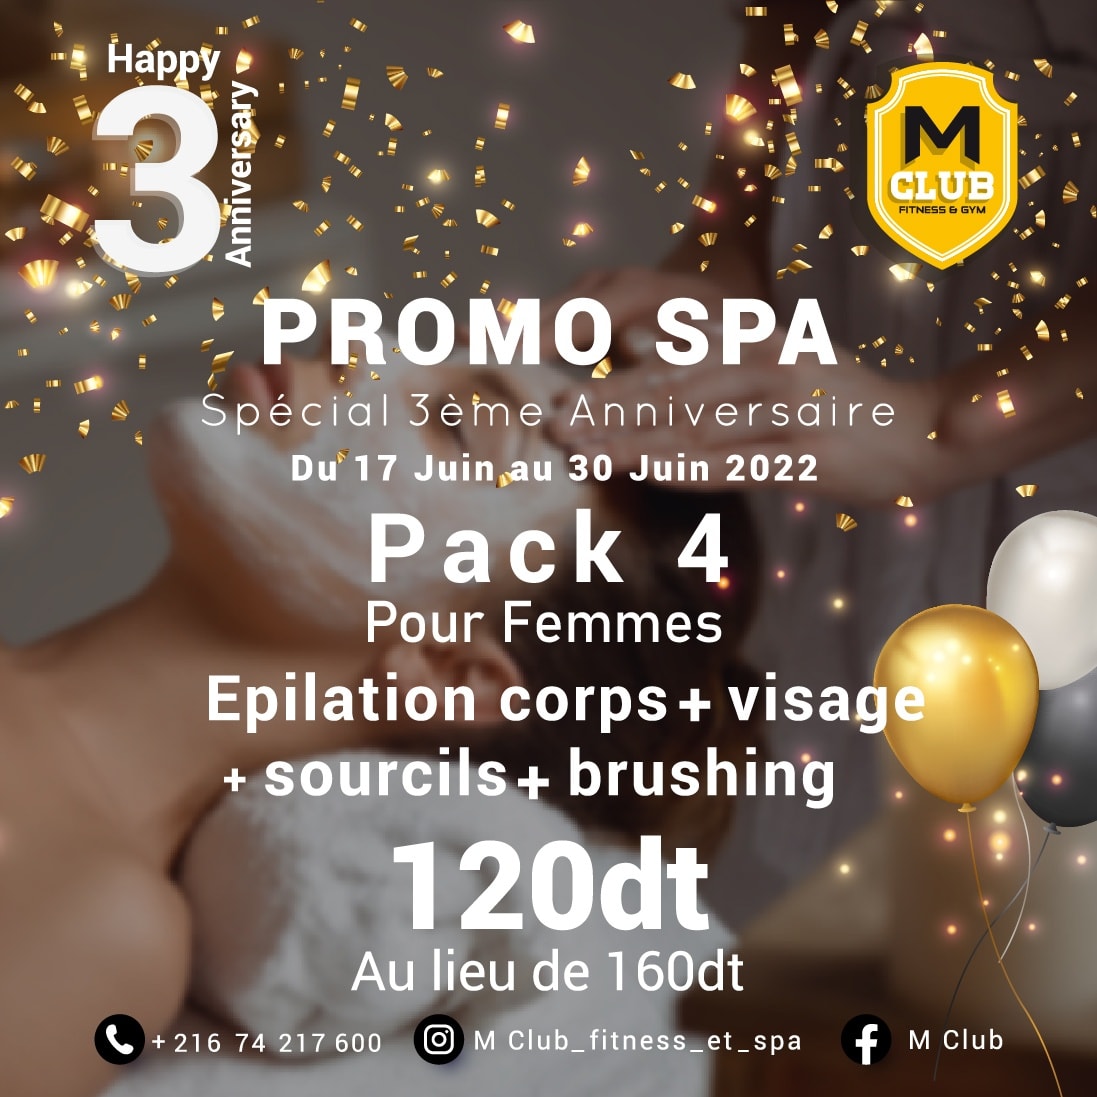 Happy
3
Anniversary
M
CLUB
FITNESS & GYM
PROMO SPA
Spécial 3ème Anniversaire
Du 17 Juin au 30 Juin 2022
Pack 4
Pour Femmes
Epilation corps + visage
+ sourcils + brushing
120dt
Au lieu de 160dt
+ 216 74 217 600
M Club_fitness_et_spa
M Club